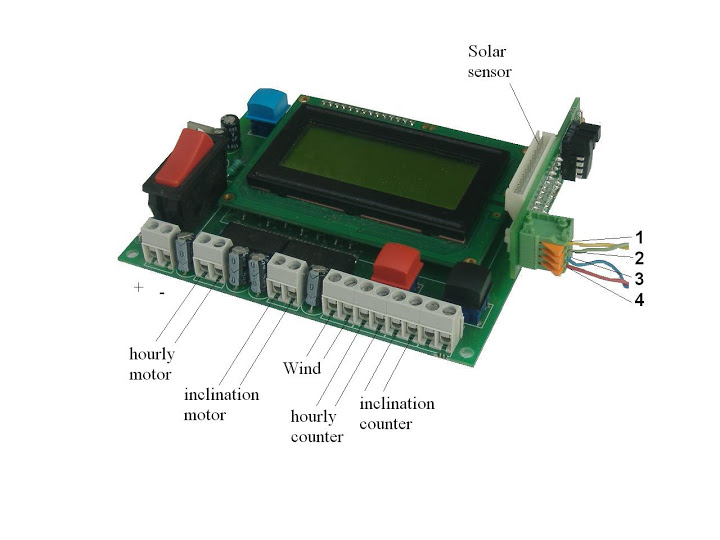 Solar
sensor
1
2
3
4
+ -
hourly
motor
inclination
motor
Wind
hourly
counter
inclination
counter